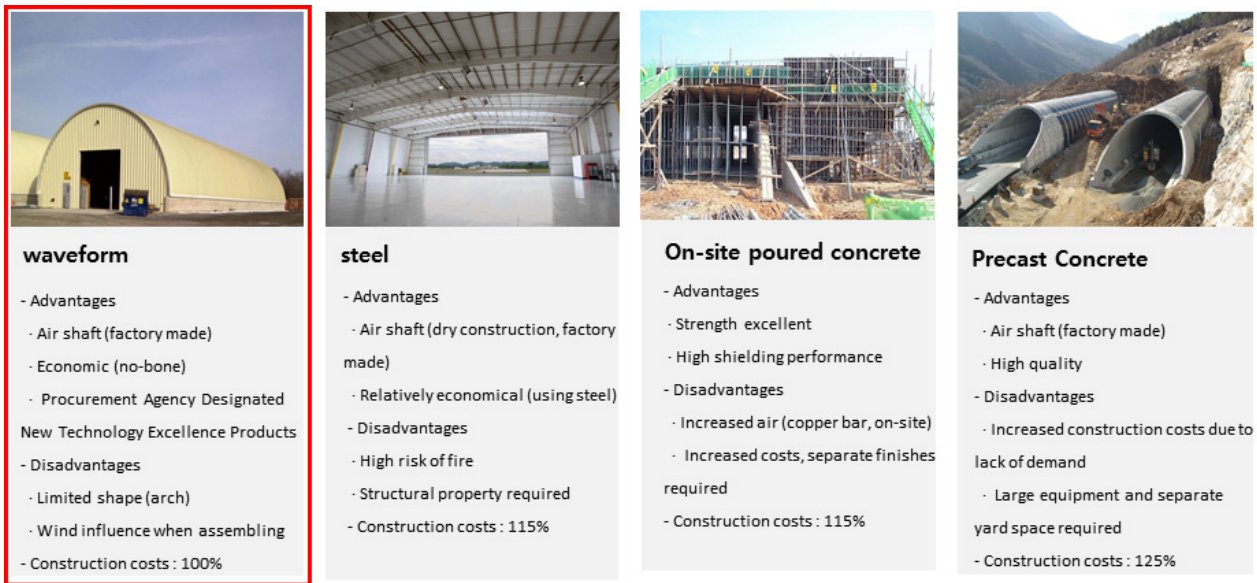 waveform
- Advantages
· Air shaft (factory made)
· Economic (no-bone)
· Procurement Agency Designated
New Technology Excellence Products
- Disadvantages
· Limited shape (arch)
· Wind influence when assembling
- Construction costs : 100%
steel
- Advantages
· Air shaft (dry construction, factory
made)
· Relatively economical (using steel)
- Disadvantages
· High risk of fire
· Structural property required
- Construction costs : 115%
On-site poured concrete
- Advantages
· Strength excellent
· High shielding performance
- Disadvantages
· Increased air (copper bar, on-site)
· Increased costs, separate finishes
required
- Construction costs : 115%
Precast Concrete
- Advantages
· Air shaft (factory made)
· High quality
- Disadvantages
· Increased construction costs due to
lack of demand
· Large equipment and separate
yard space required
- Construction costs : 125%